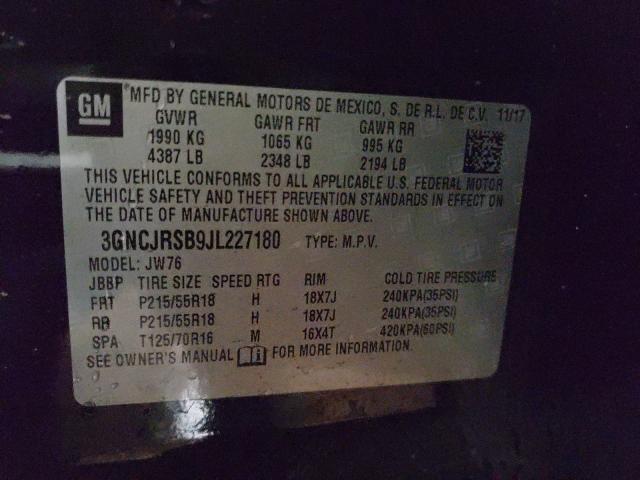 GM
MFD BY GENERAL MOTORS DE MEXICO, S. DE R.L. DE C.V. 11/17
GVWR GAWR FRT GAWR RR
1990 KG 1065 KG 995 KG
4387 LB 2348 LB 2194 LB
THIS VEHICLE CONFORMS TO ALL APPLICABLE U.S. FEDERAL MOTOR
VEHICLE SAFETY AND THEFT PREVENTION STANDARDS IN EFFECT ON
THE DATE OF MANUFACTURE SHOWN ABOVE.
3GNCJRSB9JL227180 TYPE: M.P.V.
MODEL: JW76
JBBP TIRE SIZE SPEED RTG RIM COLD TIRE PRESSURE
FRT P215/55R18 H 18X7J 240KPA(35PSI)
RR P215/55R18 H 18X7J 240KPA(35PSI)
SPA T125/70R16 M 16X4T 420KPA(60PSI)
SEE OWNER'S MANUAL FOR MORE INFORMATION.